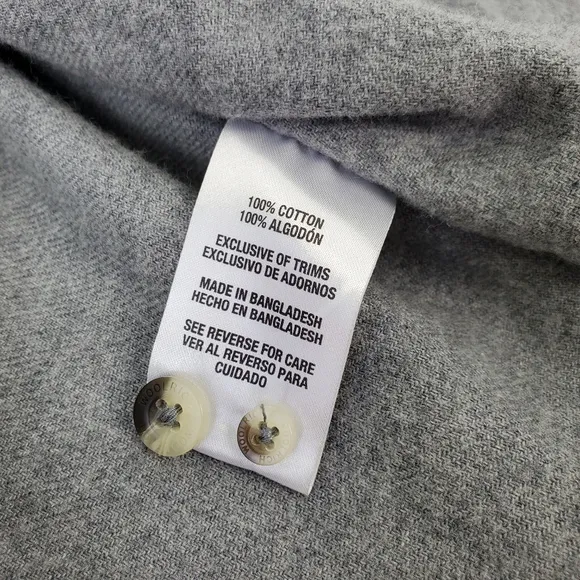 100% COTTON
100% ALGODÓN
EXCLUSIVE OF TRIMS
EXCLUSIVO DE ADORNOS
MADE IN BANGLADESH
HECHO EN BANGLADESH
SEE REVERSE FOR CARE
VER AL REVERSO PARA
CUIDADO